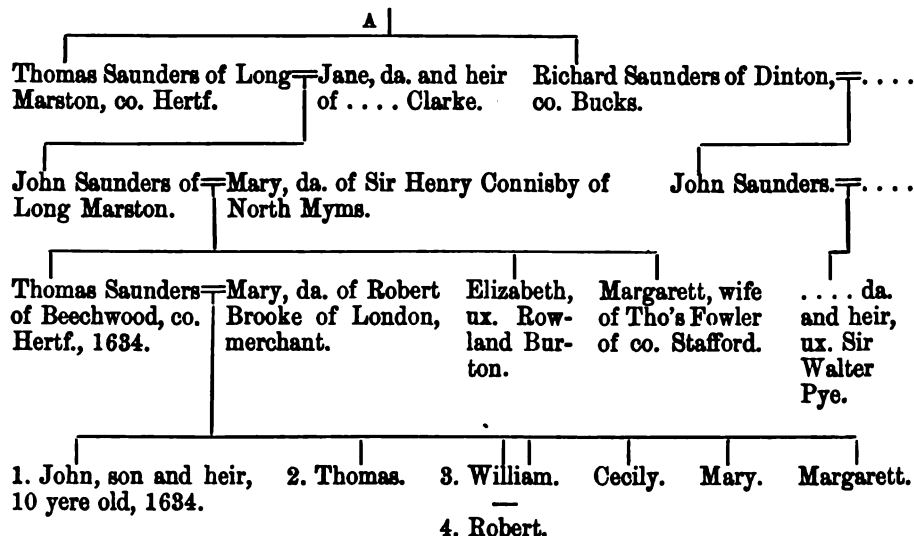 A
Thomas Saunders of Long
Marston, co. Hertf.
Jane, da. and heir
of .... Clarke.
Richard Saunders of Dinton,
co. Bucks.
....
John Saunders of
Long Marston.
Mary, da. of Sir Henry Connisby of
North Myms.
John Saunders.
....
Thomas Saunders
of Beechwood, co.
Hertf., 1634.
Mary, da. of Robert
Brooke of London,
merchant.
Elizabeth,
ux. Row-
land Bur-
ton.
Margarett, wife
of Tho's Fowler
of co. Stafford.
.... da.
and heir,
ux. Sir
Walter
Pye.
1. John, son and heir,
10 yere old, 1634.
2. Thomas.
3. William.
4. Robert.
Cecily.
Mary.
Margarett.